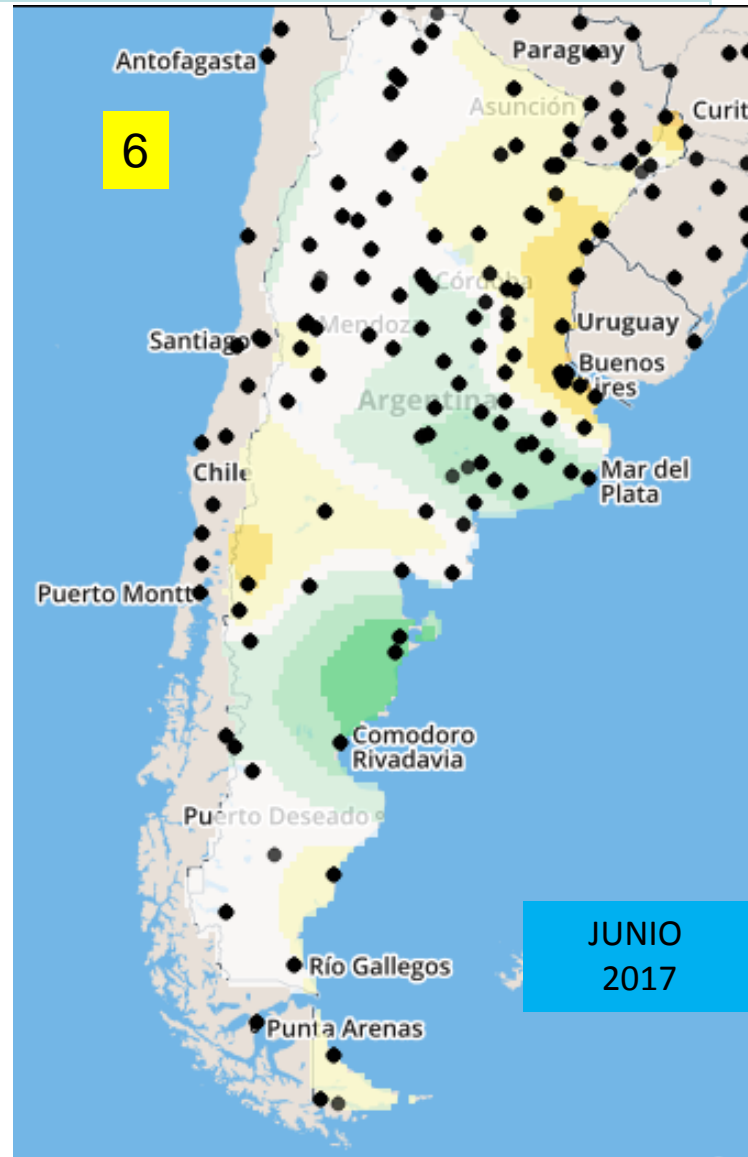 Antofagasta
Paraguay
Asunción
Curit
6
Córdoba
Mendoza
Santiago
Uruguay
Buenos
ires
Argentina
Mar del
Plata
Chile
Puerto Montt
Comodoro
Rivadavia
Puerto Deseado
JUNIO
2017
Río Gallegos
Punta Arenas